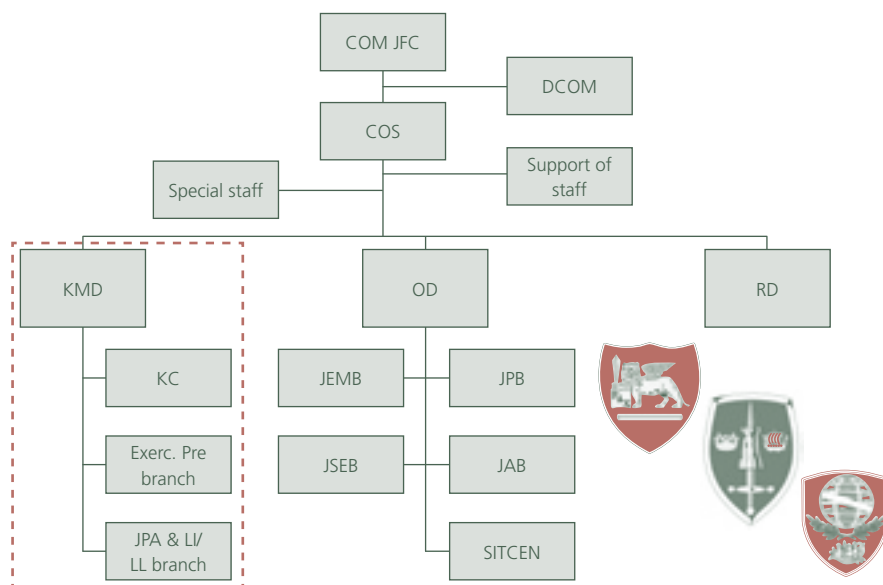 COM JFC
DCOM
COS
Special staff
Support of
staff
KMD
OD
RD
KC
JEMB
JPB
Exerc. Pre
branch
JSEB
JAB
JPA & LI/
LL branch
SITCEN